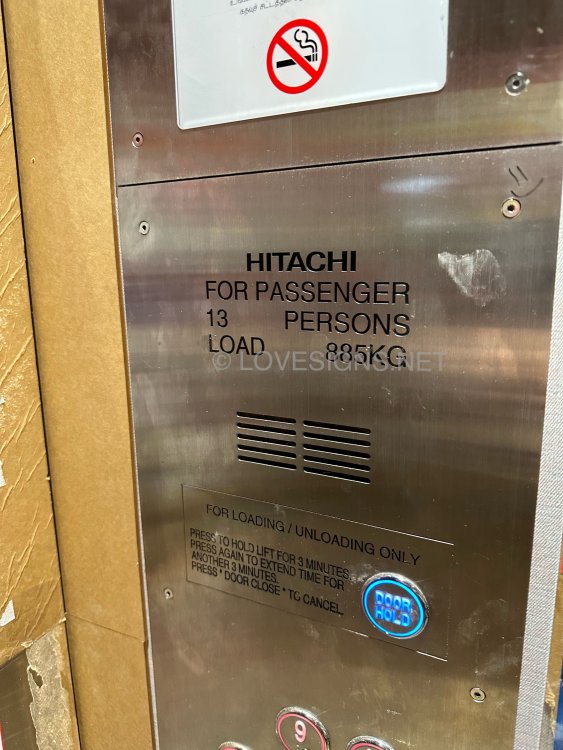 HITACHI
FOR PASSENGER
13 PERSONS
LOAD 885KG
© LOVESIGNS.NET
FOR LOADING / UNLOADING ONLY
PRESS TO HOLD LIFT FOR 3 MINUTES.
PRESS AGAIN TO EXTEND TIME FOR
ANOTHER 3 MINUTES.
PRESS " DOOR CLOSE " TO CANCEL.
DOOR
HOLD
9